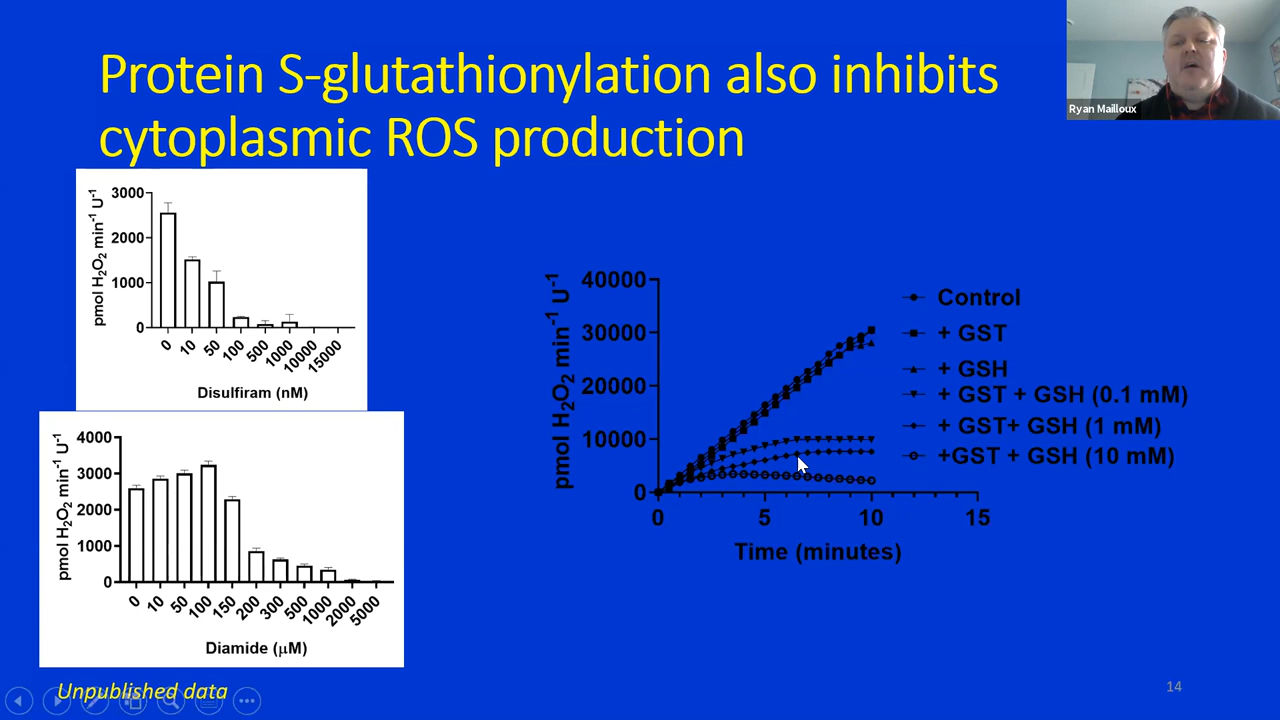 Protein S-glutathionylation also inhibits
cytoplasmic ROS production
Ryan Mailloux
pmol H₂O₂ min⁻¹ U⁻¹
3000
2000
1000
0
0 10 50 100 500 1000 10000 15000
Disulfiram (nM)
pmol H₂O₂ min⁻¹ U⁻¹
4000
3000
2000
1000
0
0 10 50 100 150 200 300 500 1000 2000 5000
Diamide (μM)
pmol H₂O₂ min⁻¹ U⁻¹
40000
30000
20000
10000
0
0 5 10 15
Time (minutes)
Control
+ GST
+ GSH
+ GST + GSH (0.1 mM)
+ GST+ GSH (1 mM)
+GST + GSH (10 mM)
Unpublished data
14